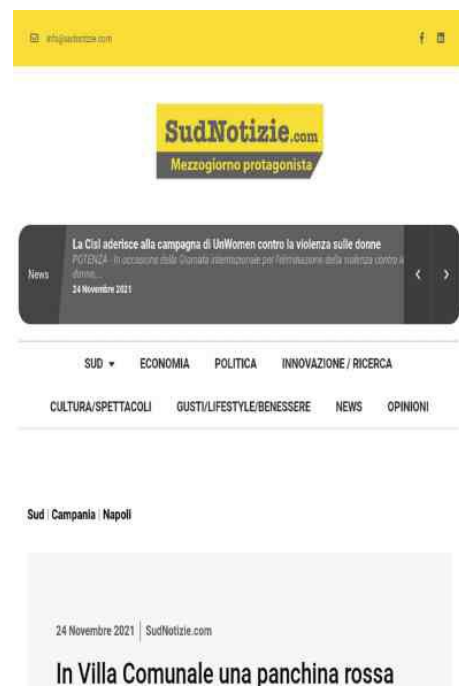 info@sudnotizie.com
SudNotizie.com
Mezzogiorno protagonista
News
La Cisl aderisce alla campagna di UnWomen contro la violenza sulle donne
POTENZA - In occasione della Giornata internazionale per l'eliminazione della violenza contro le
donne,...
24 Novembre 2021
SUD ECONOMIA POLITICA INNOVAZIONE / RICERCA
CULTURA/SPETTACOLI GUSTI/LIFESTYLE/BENESSERE NEWS OPINIONI
Sud | Campania | Napoli
24 Novembre 2021 | SudNotizie.com
In Villa Comunale una panchina rossa